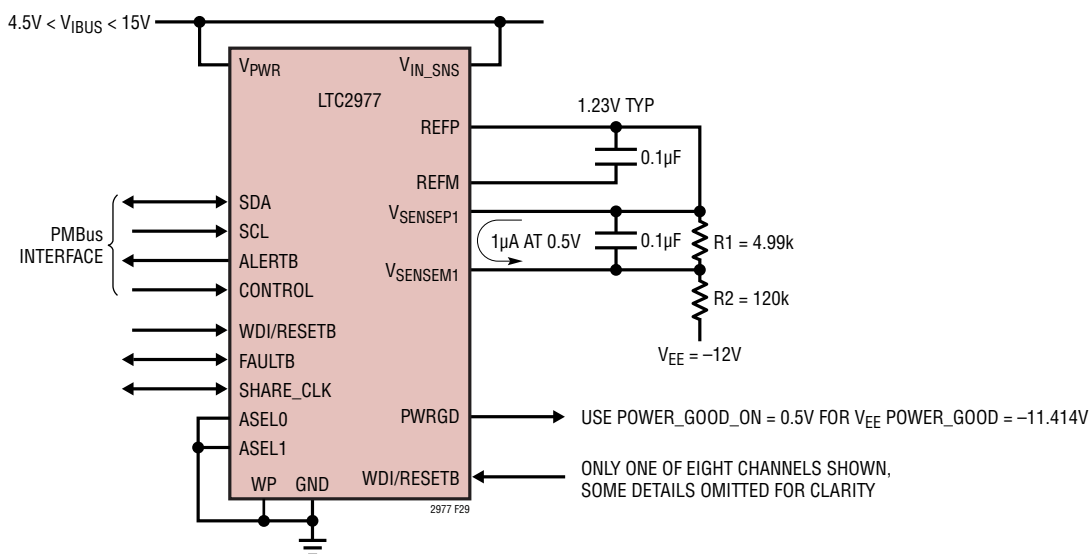 4.5V < VIBUS < 15V
VPWR
VIN_SNS
LTC2977
1.23V TYP
REFP
0.1µF
REFM
SDA
VSENSEP1
PMBus
INTERFACE
SCL
1µA AT 0.5V
0.1µF
R1 = 4.99k
ALERTB
VSENSEM1
CONTROL
R2 = 120k
WDI/RESETB
FAULTB
VEE = –12V
SHARE_CLK
ASEL0
PWRGD
USE POWER_GOOD_ON = 0.5V FOR VEE POWER_GOOD = –11.414V
ASEL1
WP
GND
WDI/RESETB
ONLY ONE OF EIGHT CHANNELS SHOWN,
SOME DETAILS OMITTED FOR CLARITY
2977 F29